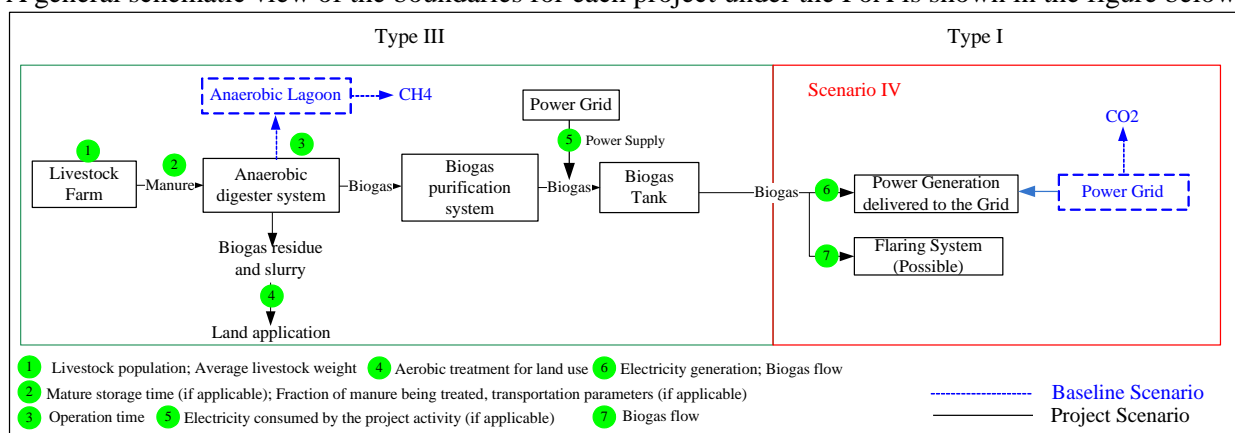 A general schematic view of the boundaries for each project under the PoA is shown in the figure below
Type III
Type I
Anaerobic Lagoon
CH4
Power Grid
Scenario IV
CO2
1
2
3
5
Power Supply
Livestock
Farm
Manure
Anaerobic
digester system
Biogas
Biogas
purification
system
Biogas
Biogas
Tank
Biogas
6
Power Generation
delivered to the Grid
Power Grid
7
Flaring System
(Possible)
Biogas residue
and slurry
4
Land application
1 Livestock population; Average livestock weight
4 Aerobic treatment for land use
6 Electricity generation; Biogas flow
2 Mature storage time (if applicable); Fraction of manure being treated, transportation parameters (if applicable)
3 Operation time
5 Electricity consumed by the project activity (if applicable)
7 Biogas flow
Baseline Scenario
Project Scenario